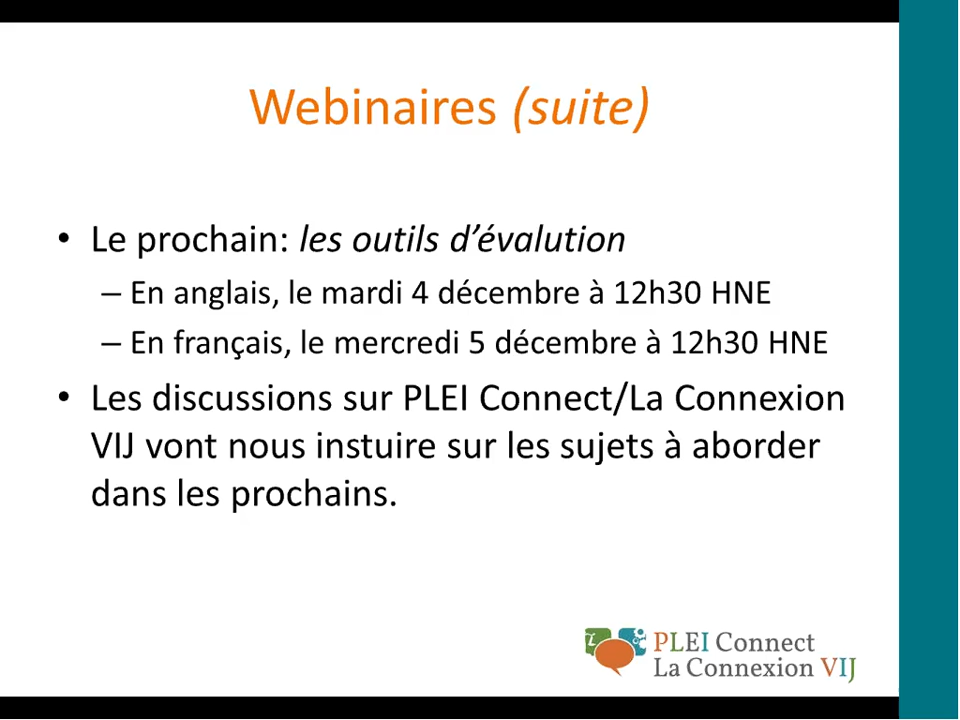 Webinaires (suite)
• Le prochain: les outils d’évalution
– En anglais, le mardi 4 décembre à 12h30 HNE
– En français, le mercredi 5 décembre à 12h30 HNE
• Les discussions sur PLEI Connect/La Connexion
VIJ vont nous instuire sur les sujets à aborder
dans les prochains.
PLEI Connect
La Connexion VIJ